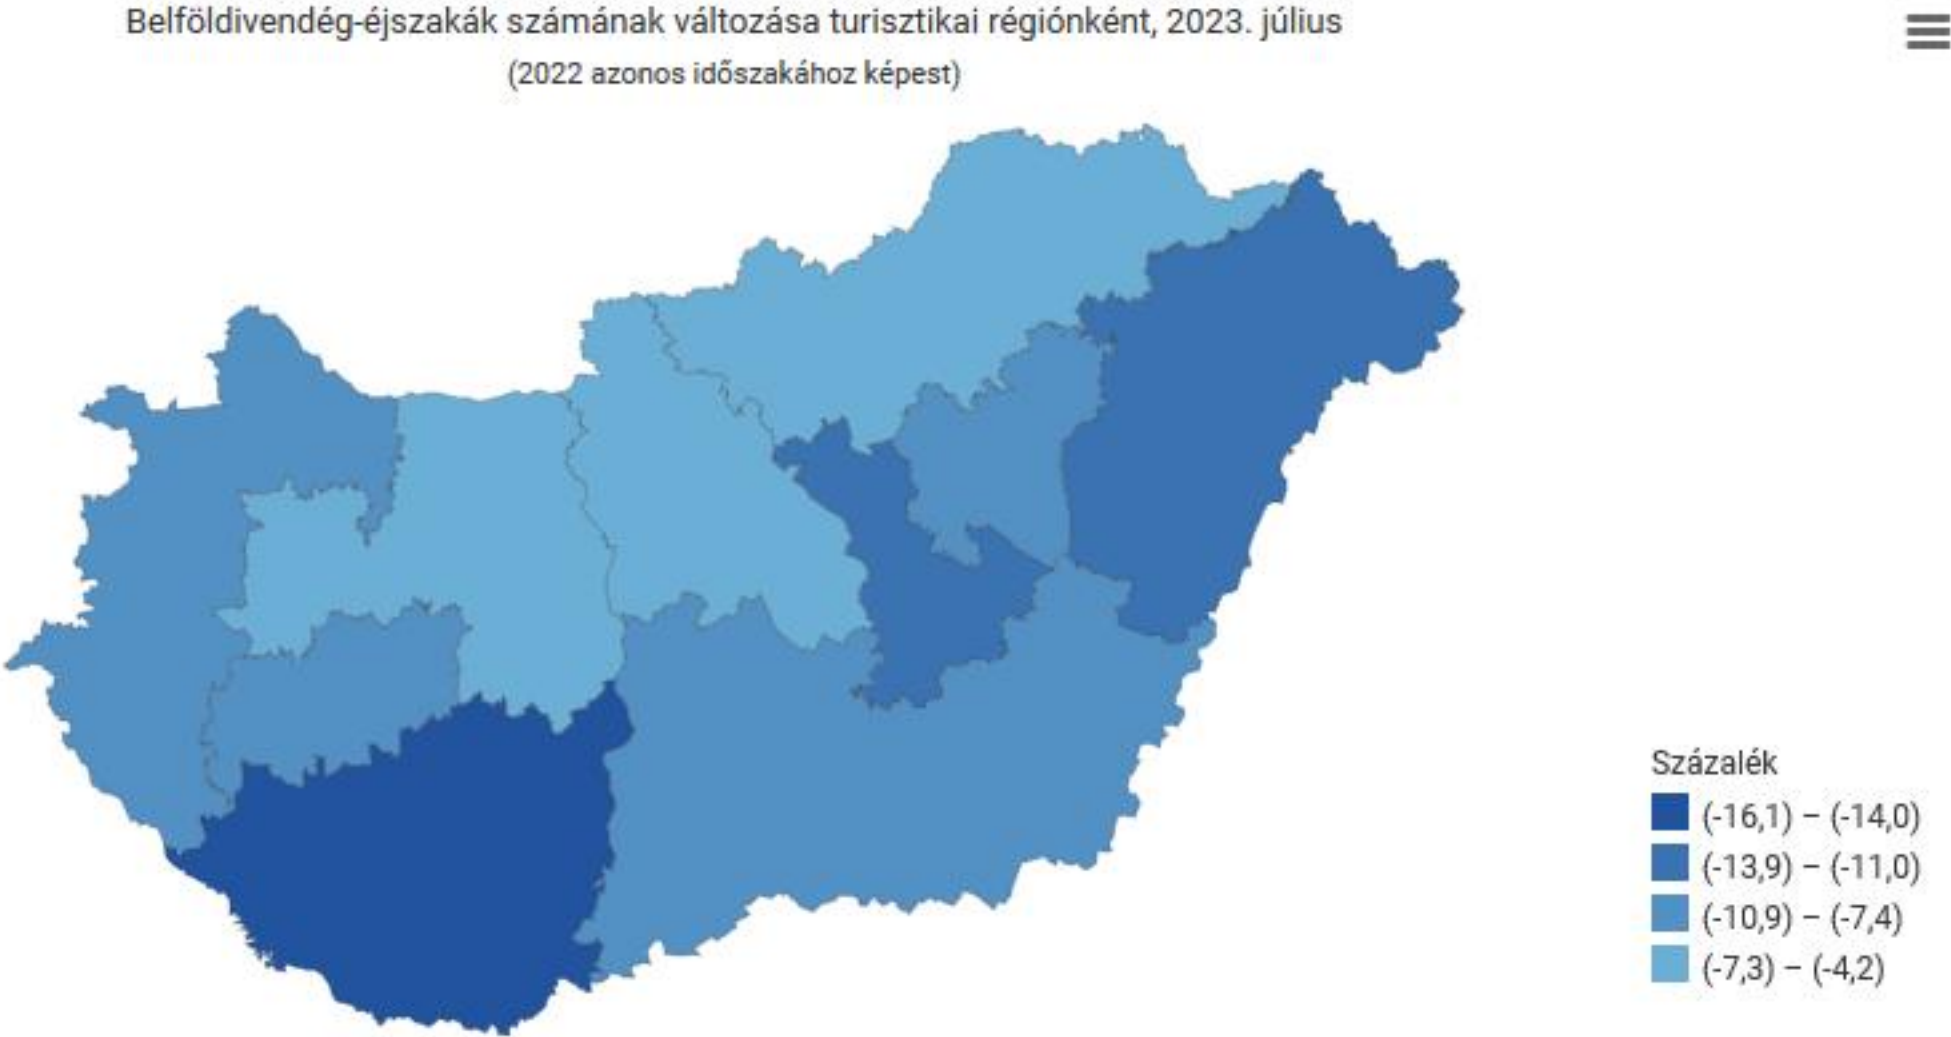 Belföldivendég-éjszakák számának változása turisztikai régiónként, 2023. július
(2022 azonos időszakához képest)
Százalék
(-16,1) – (-14,0)
(-13,9) – (-11,0)
(-10,9) – (-7,4)
(-7,3) – (-4,2)